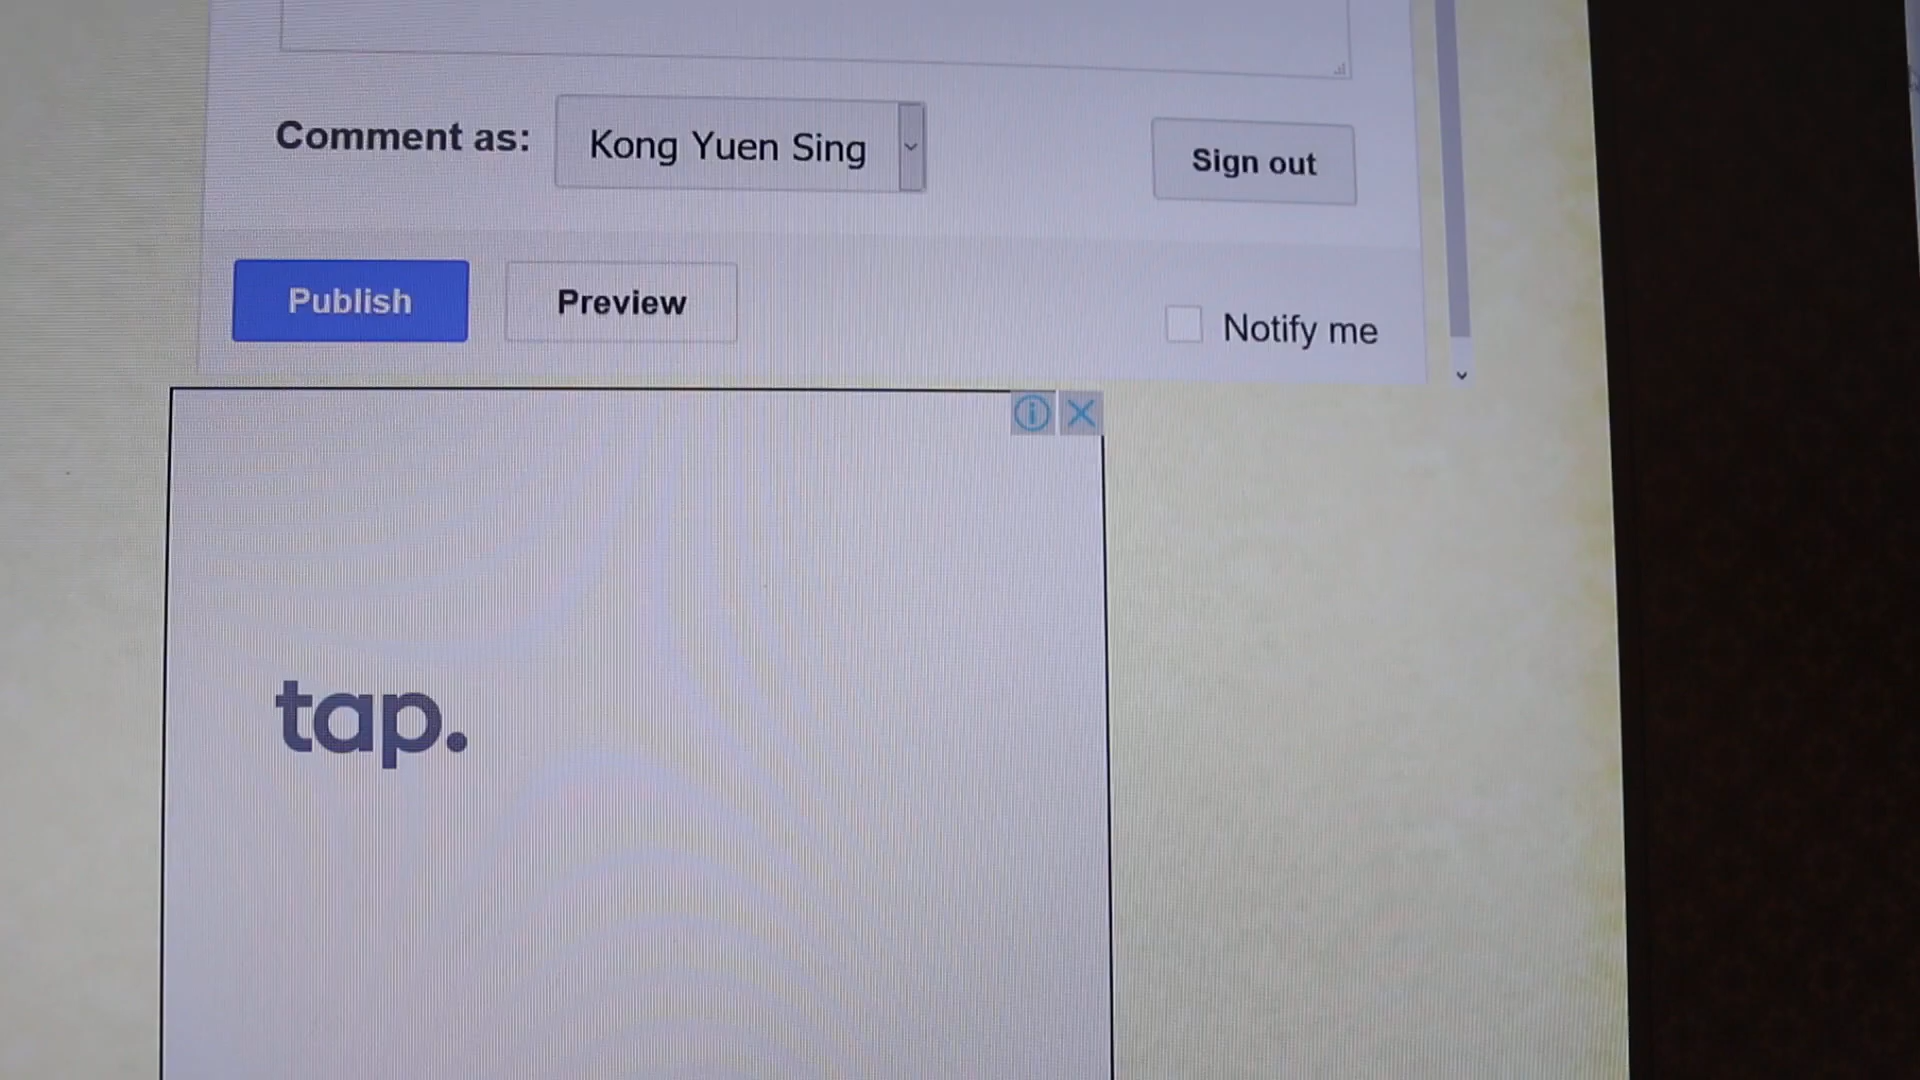 Comment as: Kong Yuen Sing Sign out
Publish Preview Notify me
tap.